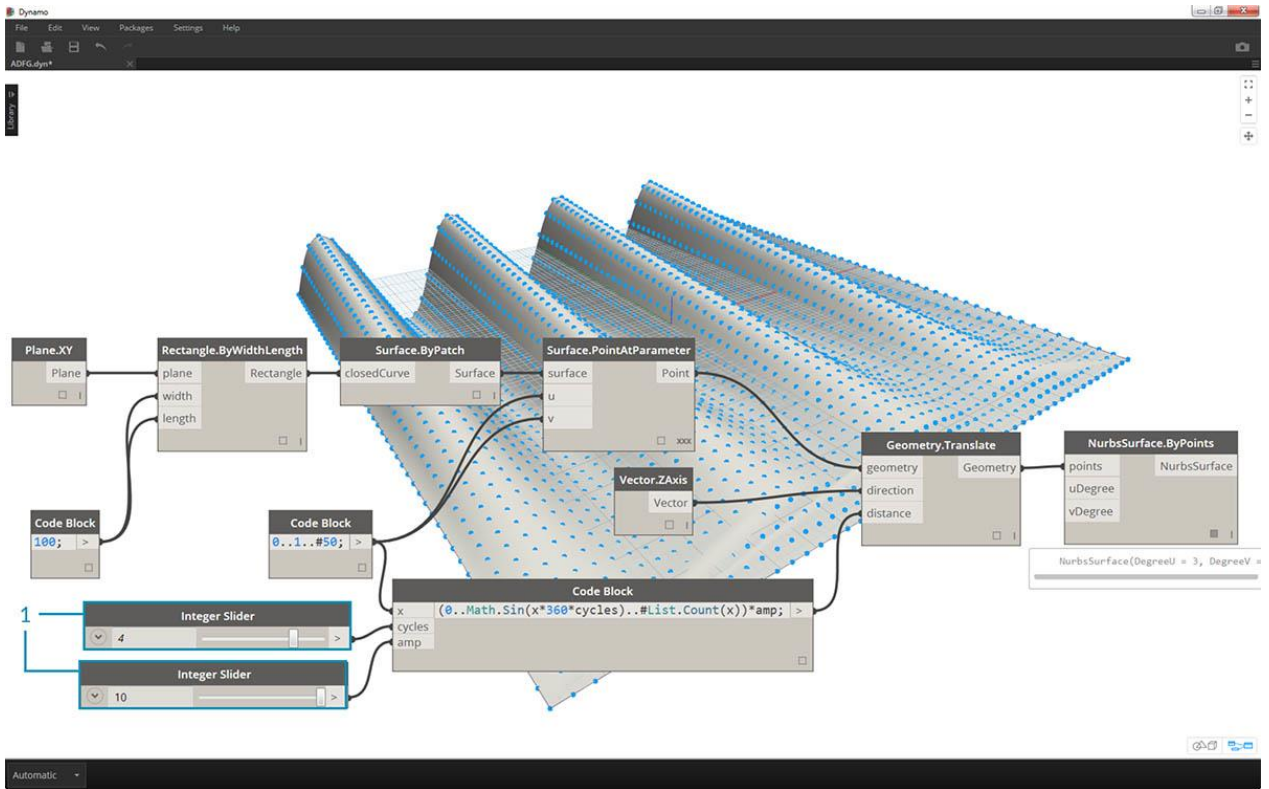 Dynamo
File Edit View Packages Settings Help
ADFG.dyn*
Library
Plane.XY
Plane
Rectangle.ByWidthLength
plane Rectangle
width
length
Surface.ByPatch
closedCurve Surface
Surface.PointAtParameter
surface Point
u
v
xxx
Vector.ZAxis
Vector
Geometry.Translate
geometry Geometry
direction
distance
NurbsSurface.ByPoints
points NurbsSurface
uDegree
vDegree
NurbsSurface(DegreeU = 3, DegreeV =
Code Block
100; >
Code Block
0..1..#50; >
Code Block
x (0..Math.Sin(x*360*cycles)..#List.Count(x))*amp; >
cycles
amp
1
Integer Slider
4 >
Integer Slider
10 >
Automatic